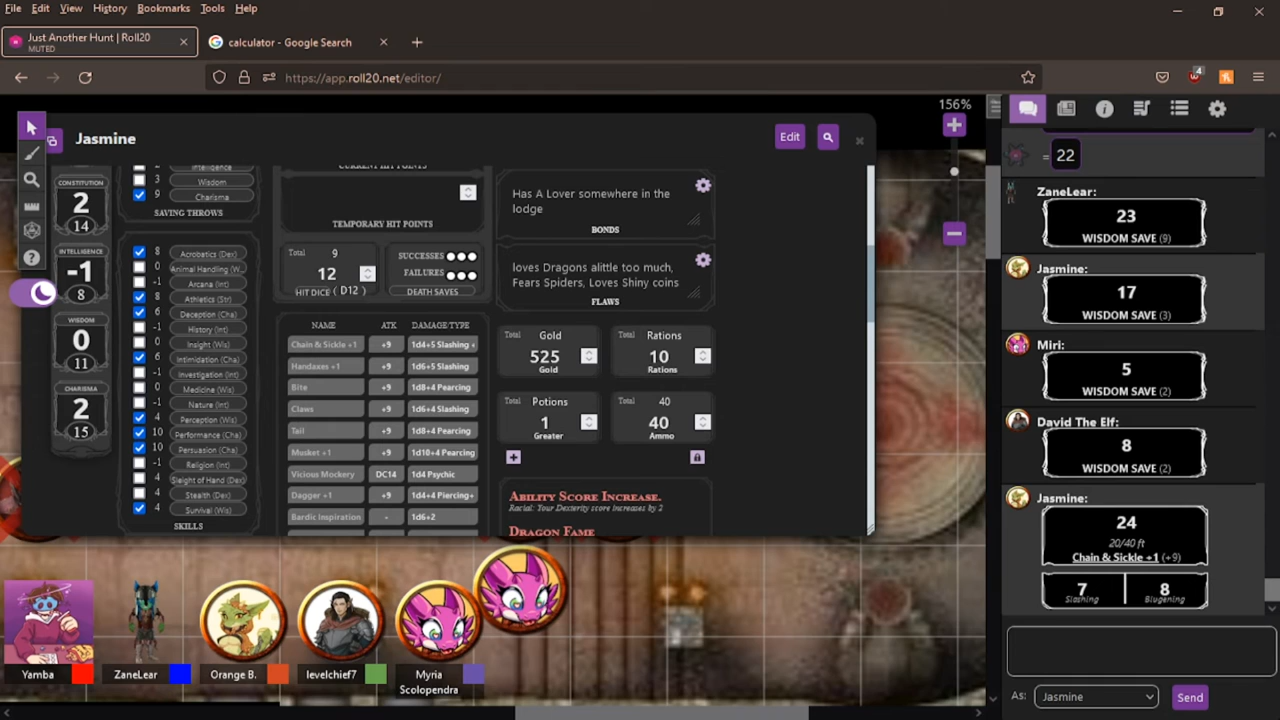 File Edit View History Bookmarks Tools Help
Just Another Hunt | Roll20
MUTED
calculator - Google Search
https://app.roll20.net/editor/
4
156%
Jasmine
Edit
Intelligence
3 Wisdom
9 Charisma
SAVING THROWS
CONSTITUTION
2
14
INTELLIGENCE
-1
8
WISDOM
0
11
CHARISMA
2
15
8 Acrobatics (Dex)
0 Animal Handling (W...
-1 Arcana (Int)
8 Athletics (Str)
6 Deception (Cha)
-1 History (Int)
0 Insight (Wis)
6 Intimidation (Cha)
-1 Investigation (Int)
0 Medicine (Wis)
-1 Nature (Int)
4 Perception (Wis)
10 Performance (Cha)
10 Persuasion (Cha)
-1 Religion (Int)
4 Sleight of Hand (Dex)
4 Stealth (Dex)
4 Survival (Wis)
SKILLS
CURRENT HIT POINTS
TEMPORARY HIT POINTS
Total 9
12
HIT DICE (D12)
SUCCESSES
FAILURES
DEATH SAVES
NAME ATK DAMAGE/TYPE
Chain & Sickle +1 +9 1d4+5 Slashing +
Handaxes +1 +9 1d6+5 Slashing
Bite +9 1d8+4 Pearcing
Claws +9 1d6+4 Slashing
Tail +9 1d8+4 Pearcing
Musket +1 +9 1d10+4 Pearcing
Vicious Mockery DC14 1d4 Psychic
Dagger +1 +9 1d4+4 Piercing+
Bardic Inspiration - 1d6+2
Has A Lover somewhere in the
lodge
BONDS
loves Dragons alittle too much,
Fears Spiders, Loves Shiny coins
FLAWS
Total Gold
525
Gold
Total Rations
10
Rations
Total Potions
1
Greater
Total 40
40
Ammo
Ability Score Increase.
Racial: Your Dexterity score increases by 2
Dragon Fame
Yamba
ZaneLear
Orange B.
levelchief7
Myria
Scolopendra
= 22
ZaneLear:
23
WISDOM SAVE (9)
Jasmine:
17
WISDOM SAVE (3)
Miri:
5
WISDOM SAVE (2)
David The Elf:
8
WISDOM SAVE (2)
Jasmine:
24
20/40 ft
Chain & Sickle +1 (+9)
7 8
Slashing Blugening
As: Jasmine Send